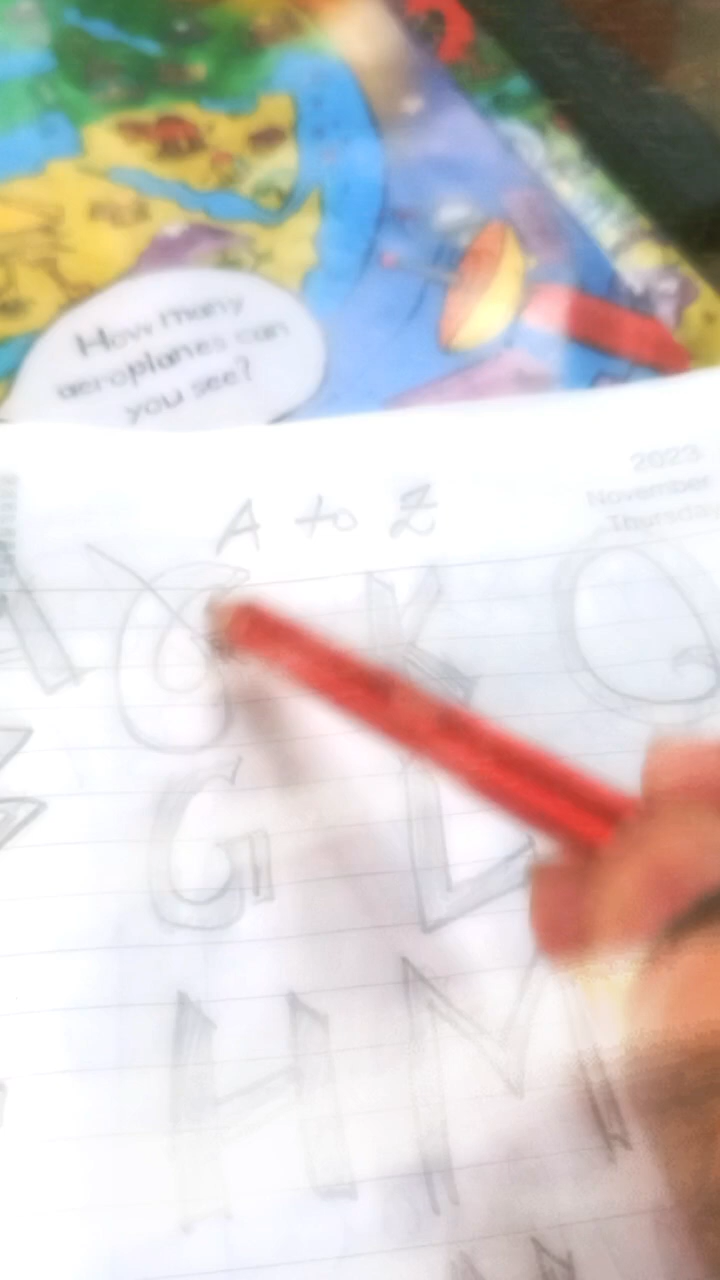 How many
aeroplanes can
you see?
2023
November
Thursday
A to Z
K Q
G L
H M